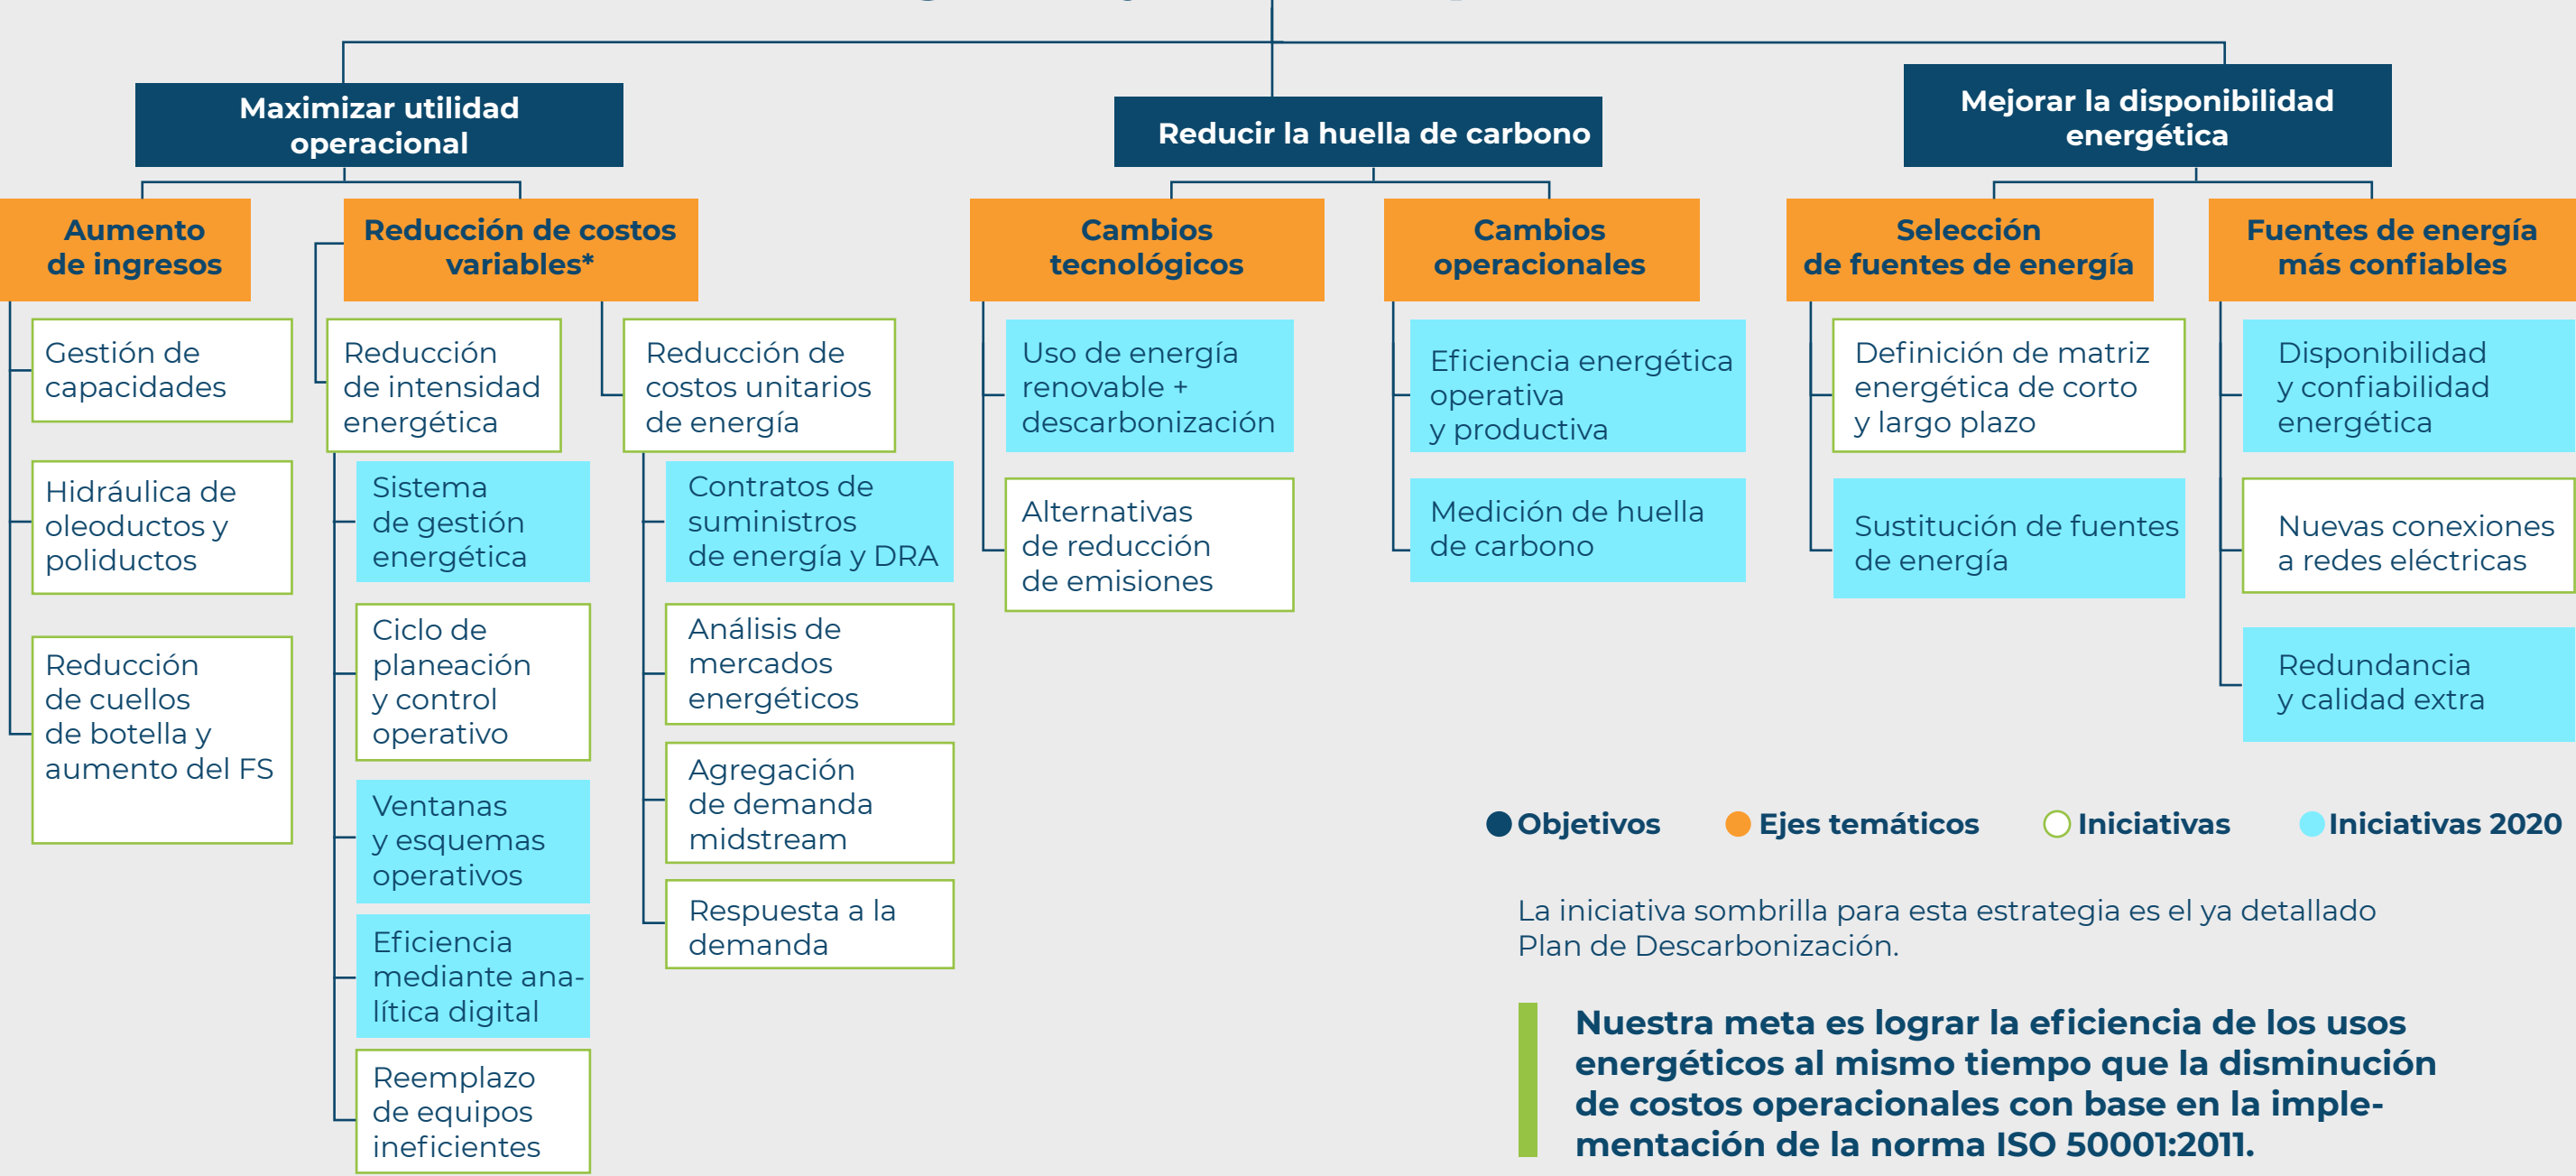 Maximizar utilidad
operacional
Reducir la huella de carbono
Mejorar la disponibilidad
energética
Aumento
de ingresos
Reducción de costos
variables*
Cambios
tecnológicos
Cambios
operacionales
Selección
de fuentes de energía
Fuentes de energía
más confiables
Gestión de
capacidades
Hidráulica de
oleoductos y
poliductos
Reducción
de cuellos
de botella y
aumento del FS
Reducción
de intensidad
energética
Sistema
de gestión
energética
Ciclo de
planeación
y control
operativo
Ventanas
y esquemas
operativos
Eficiencia
mediante ana-
lítica digital
Reemplazo
de equipos
ineficientes
Reducción de
costos unitarios
de energía
Contratos de
suministros
de energía y DRA
Análisis de
mercados
energéticos
Agregación
de demanda
midstream
Respuesta a la
demanda
Uso de energía
renovable +
descarbonización
Alternativas
de reducción
de emisiones
Eficiencia energética
operativa
y productiva
Medición de huella
de carbono
Definición de matriz
energética de corto
y largo plazo
Sustitución de fuentes
de energía
Disponibilidad
y confiabilidad
energética
Nuevas conexiones
a redes eléctricas
Redundancia
y calidad extra
Objetivos
Ejes temáticos
Iniciativas
Iniciativas 2020
La iniciativa sombrilla para esta estrategia es el ya detallado
Plan de Descarbonización.
Nuestra meta es lograr la eficiencia de los usos
energéticos al mismo tiempo que la disminución
de costos operacionales con base en la imple-
mentación de la norma ISO 50001:2011.